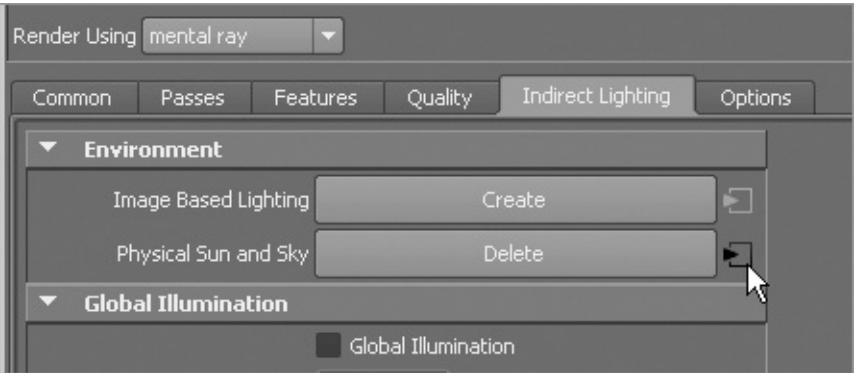 Render Using mental ray
Common Passes Features Quality Indirect Lighting Options
Environment
Image Based Lighting Create
Physical Sun and Sky Delete
Global Illumination
Global Illumination